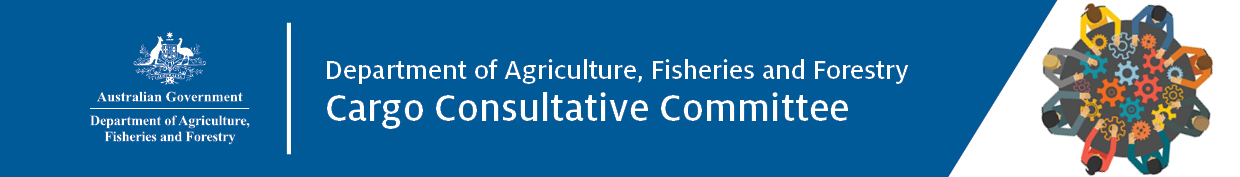 Australian Government
Department of Agriculture,
Fisheries and Forestry
Department of Agriculture, Fisheries and Forestry
Cargo Consultative Committee